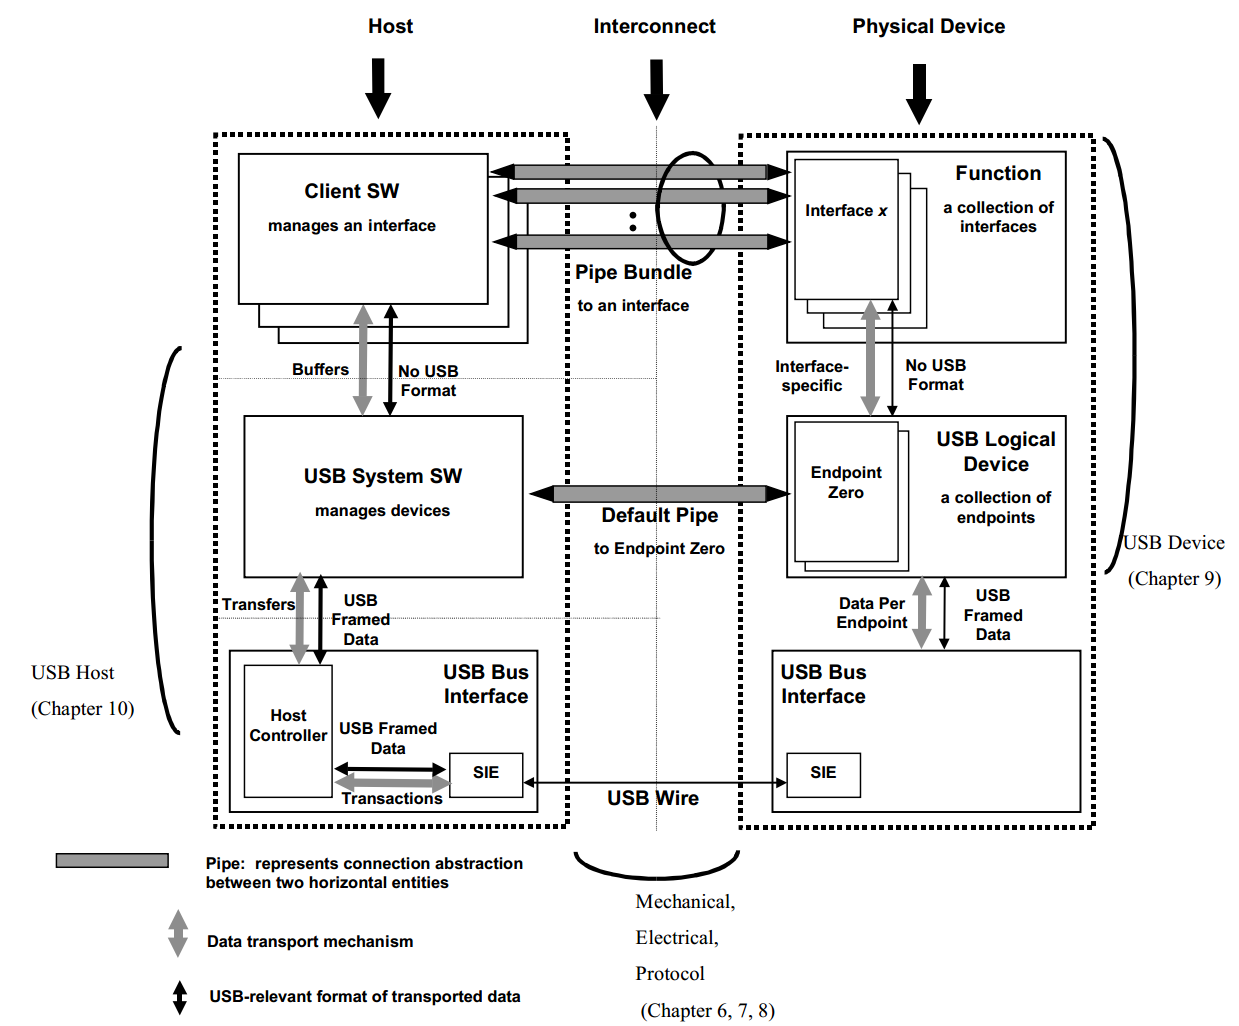 Host
Interconnect
Physical Device
Client SW
manages an interface
Pipe Bundle
to an interface
Interface x
Function
a collection of
interfaces
Buffers
No USB
Format
Interface-
specific
No USB
Format
USB System SW
manages devices
Default Pipe
to Endpoint Zero
Endpoint
Zero
USB Logical
Device
a collection of
endpoints
USB Device
(Chapter 9)
Transfers
USB
Framed
Data
Data Per
Endpoint
USB
Framed
Data
USB Host
(Chapter 10)
USB Bus
Interface
Host
Controller
USB Framed
Data
Transactions
SIE
USB Wire
USB Bus
Interface
SIE
Pipe: represents connection abstraction
between two horizontal entities
Data transport mechanism
USB-relevant format of transported data
Mechanical,
Electrical,
Protocol
(Chapter 6, 7, 8)